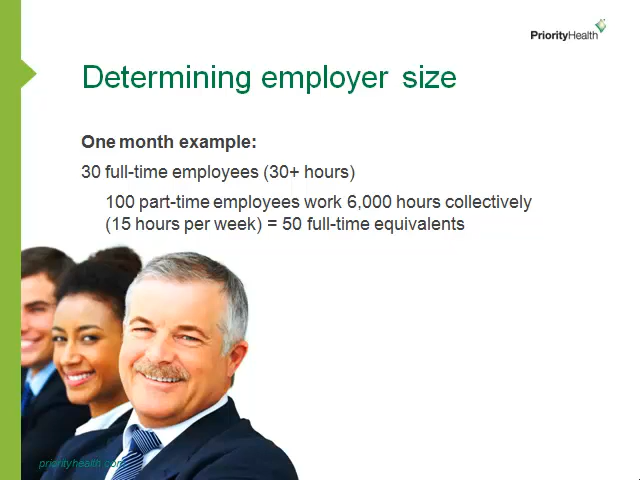 PriorityHealth
Determining employer size
One month example:
30 full-time employees (30+ hours)
100 part-time employees work 6,000 hours collectively
(15 hours per week) = 50 full-time equivalents
priorityhealth.com